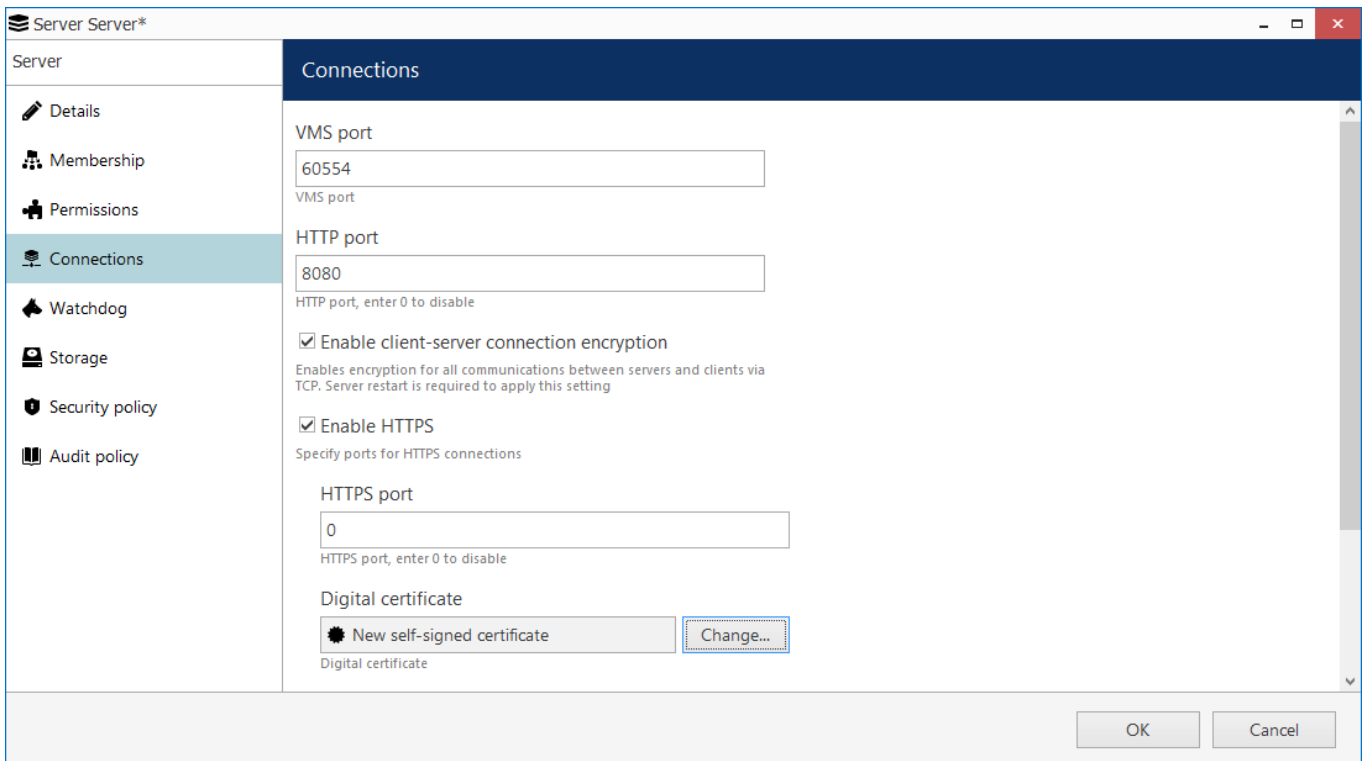 Server Server*
Server
Details
Membership
Permissions
Connections
Watchdog
Storage
Security policy
Audit policy
Connections
VMS port
60554
VMS port
HTTP port
8080
HTTP port, enter 0 to disable
Enable client-server connection encryption
Enables encryption for all communications between servers and clients via
TCP. Server restart is required to apply this setting
Enable HTTPS
Specify ports for HTTPS connections
HTTPS port
0
HTTPS port, enter 0 to disable
Digital certificate
New self-signed certificate
Change...
Digital certificate
OK
Cancel